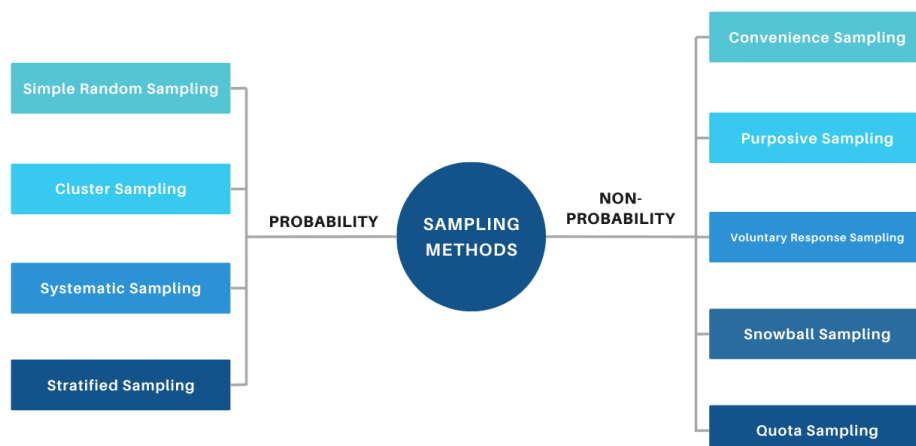 Simple Random Sampling
Cluster Sampling
Systematic Sampling
Stratified Sampling
PROBABILITY
SAMPLING
METHODS
NON-
PROBABILITY
Convenience Sampling
Purposive Sampling
Voluntary Response Sampling
Snowball Sampling
Quota Sampling